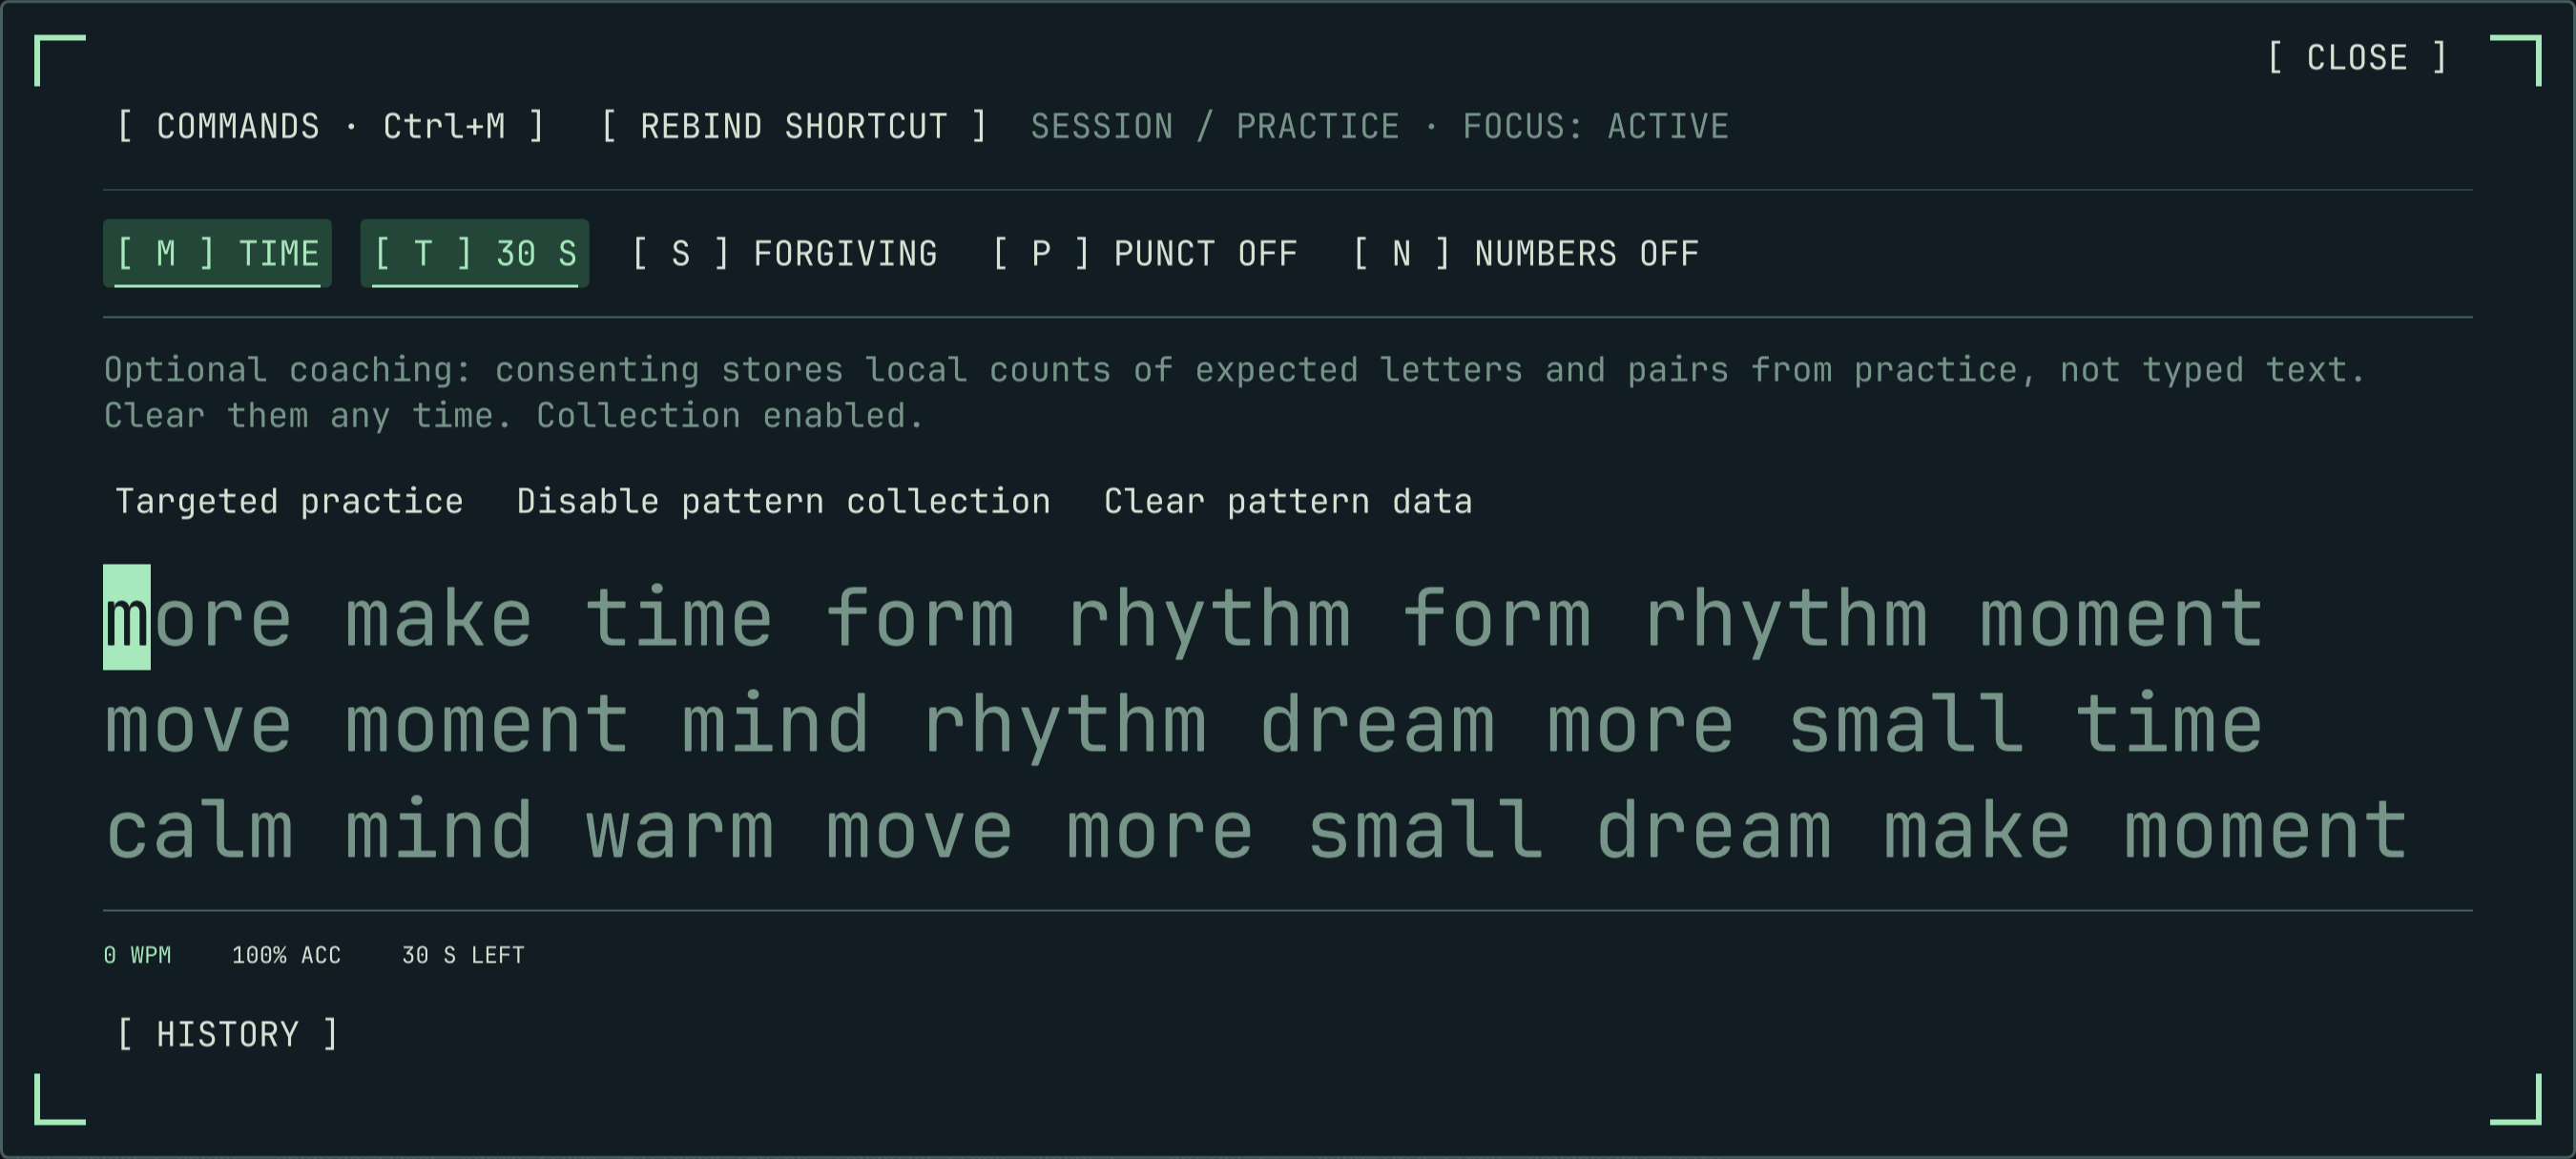 [ CLOSE ]
[ COMMANDS · Ctrl+M ] [ REBIND SHORTCUT ] SESSION / PRACTICE · FOCUS: ACTIVE
[ M ] TIME [ T ] 30 S [ S ] FORGIVING [ P ] PUNCT OFF [ N ] NUMBERS OFF
Optional coaching: consenting stores local counts of expected letters and pairs from practice, not typed text.
Clear them any time. Collection enabled.
Targeted practice Disable pattern collection Clear pattern data
more make time form rhythm form rhythm moment
move moment mind rhythm dream more small time
calm mind warm move more small dream make moment
0 WPM 100% ACC 30 S LEFT
[ HISTORY ]